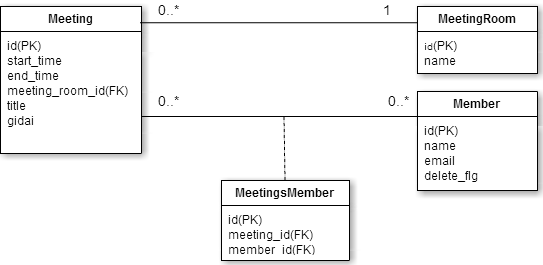 Meeting
id(PK)
start_time
end_time
meeting_room_id(FK)
title
gidai
0..*
1
MeetingRoom
id(PK)
name
0..*
0..*
Member
id(PK)
name
email
delete_flg
MeetingsMember
id(PK)
meeting_id(FK)
member_id(FK)